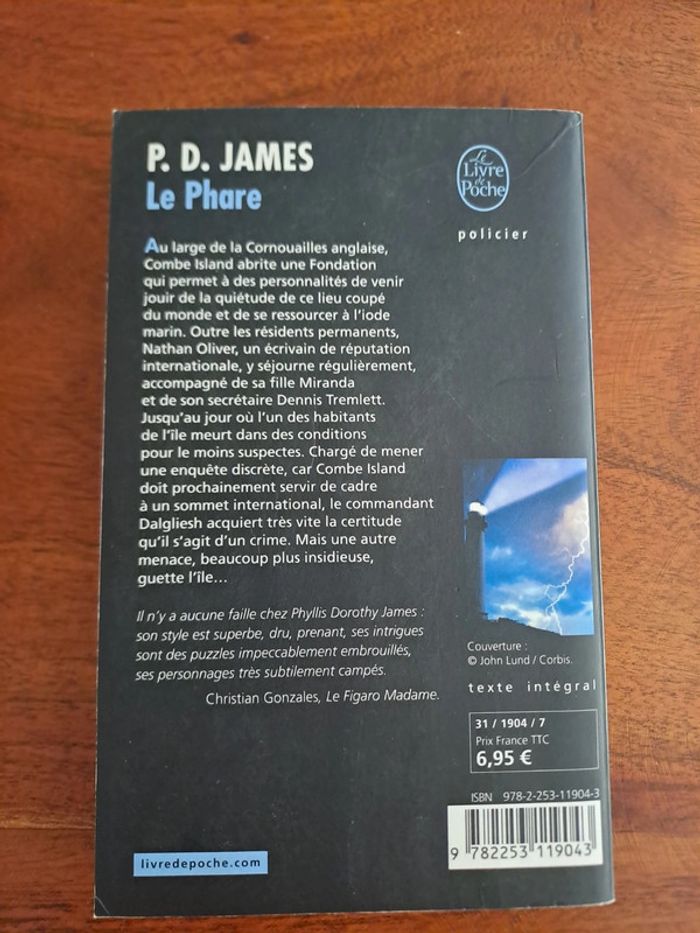 P. D. JAMES
Le Phare
Le
Livre
de
Poche
policier
Au large de la Cornouailles anglaise,
Combe Island abrite une Fondation
qui permet à des personnalités de venir
jouir de la quiétude de ce lieu coupé
du monde et de se ressourcer à l'iode
marin. Outre les résidents permanents,
Nathan Oliver, un écrivain de réputation
internationale, y séjourne régulièrement,
accompagné de sa fille Miranda
et de son secrétaire Dennis Tremlett.
Jusqu'au jour où l'un des habitants
de l'île meurt dans des conditions
pour le moins suspectes. Chargé de mener
une enquête discrète, car Combe Island
doit prochainement servir de cadre
à un sommet international, le commandant
Dalgliesh acquiert très vite la certitude
qu'il s'agit d'un crime. Mais une autre
menace, beaucoup plus insidieuse,
guette l'île...
Il n'y a aucune faille chez Phyllis Dorothy James :
son style est superbe, dru, prenant, ses intrigues
sont des puzzles impeccablement embrouillés,
ses personnages très subtilement campés.
Christian Gonzales, Le Figaro Madame.
Couverture :
© John Lund / Corbis.
texte intégral
31 / 1904 / 7
Prix France TTC
6,95 €
ISBN 978-2-253-11904-3
9 782253 119043
livredepoche.com